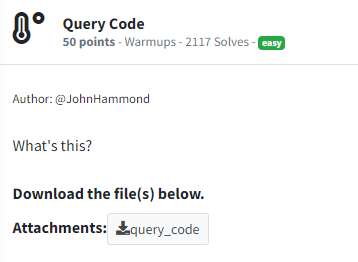 Query Code
50 points - Warmups - 2117 Solves - easy
Author: @JohnHammond
What's this?
Download the file(s) below.
Attachments: query_code